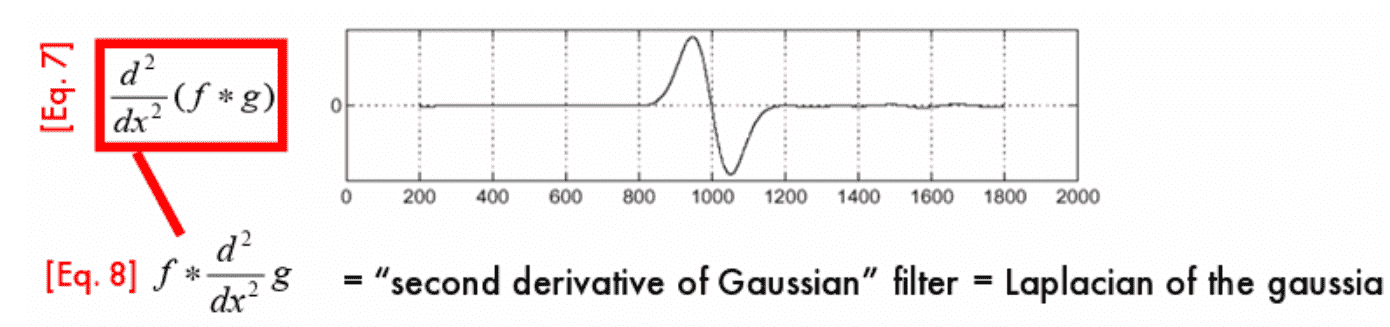 [Eq. 7]
d²/dx² (f * g)
0
0 200 400 600 800 1000 1200 1400 1600 1800 2000
[Eq. 8] f * d²/dx² g = “second derivative of Gaussian” filter = Laplacian of the gaussia